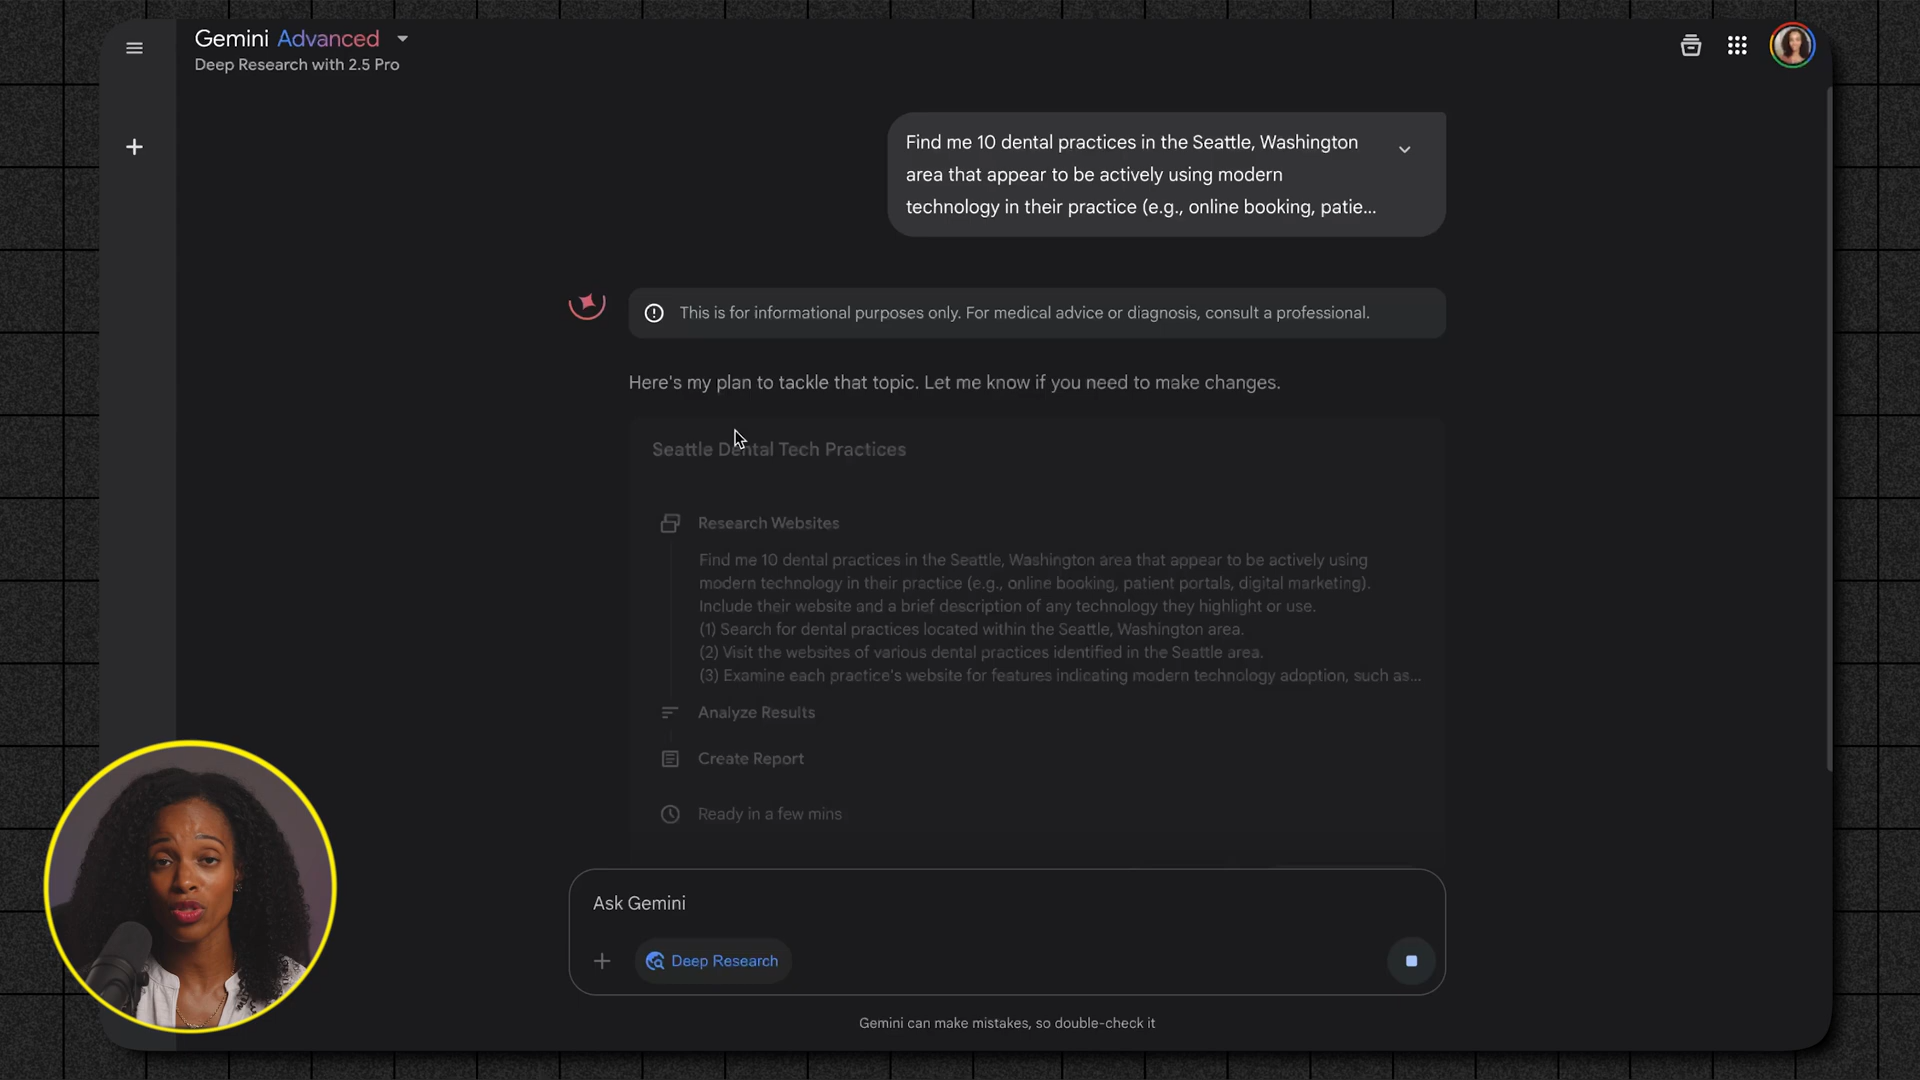 Gemini Advanced
Deep Research with 2.5 Pro
Find me 10 dental practices in the Seattle, Washington
area that appear to be actively using modern
technology in their practice (e.g., online booking, patie...
This is for informational purposes only. For medical advice or diagnosis, consult a professional.
Here's my plan to tackle that topic. Let me know if you need to make changes.
Seattle Dental Tech Practices
Research Websites
Find me 10 dental practices in the Seattle, Washington area that appear to be actively using
modern technology in their practice (e.g., online booking, patient portals, digital marketing).
Include their website and a brief description of any technology they highlight or use.
(1) Search for dental practices located within the Seattle, Washington area.
(2) Visit the websites of various dental practices identified in the Seattle area.
(3) Examine each practice's website for features indicating modern technology adoption, such as...
Analyze Results
Create Report
Ready in a few mins
Ask Gemini
Deep Research
Gemini can make mistakes, so double-check it